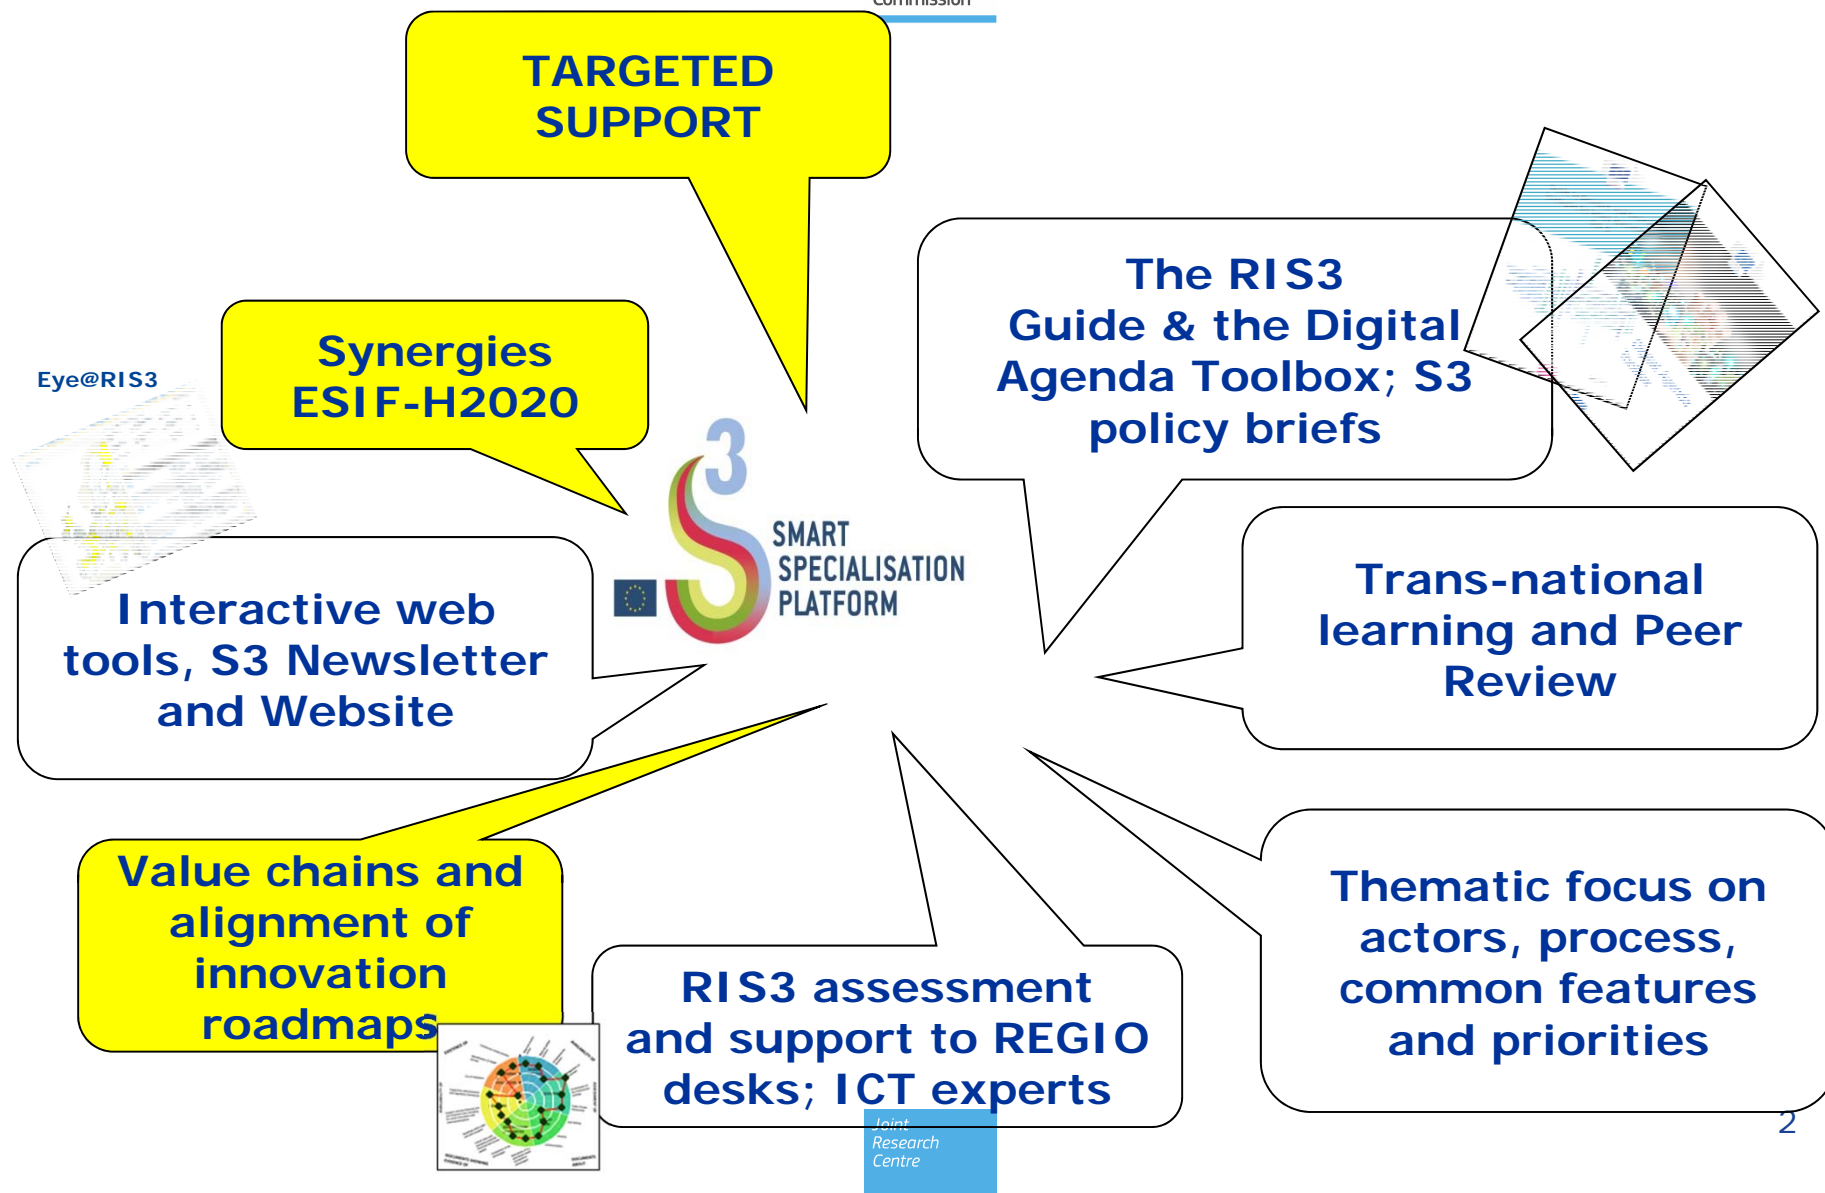 Commission
TARGETED
SUPPORT
The RIS3
Guide & the Digital
Agenda Toolbox; S3
policy briefs
Synergies
ESIF-H2020
Eye@RIS3
3
SMART
SPECIALISATION
PLATFORM
Interactive web
tools, S3 Newsletter
and Website
Trans-national
learning and Peer
Review
Value chains and
alignment of
innovation
roadmaps
RIS3 assessment
and support to REGIO
desks; ICT experts
Thematic focus on
actors, process,
common features
and priorities
Joint
Research
Centre
2